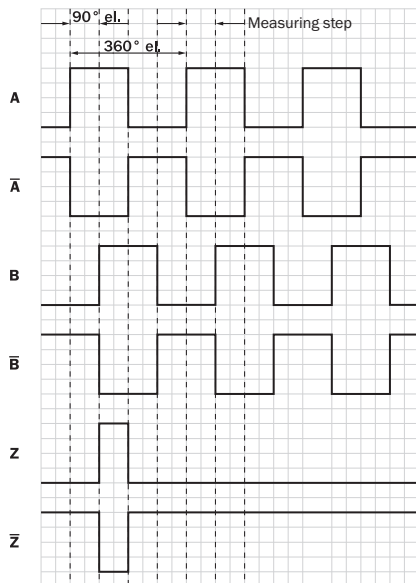 90° el.
Measuring step
360° el.
A
A̅
B
B̅
Z
Z̅